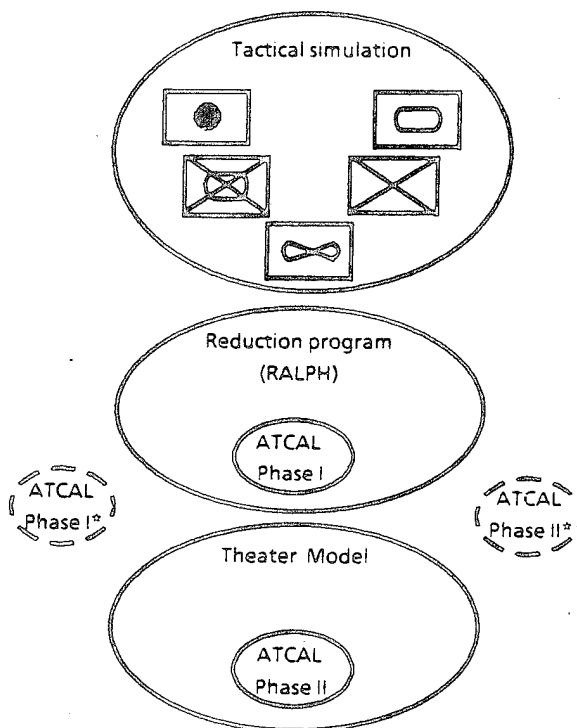 Tactical simulation
Reduction program
(RALPH)
ATCAL
Phase I
ATCAL
Phase I☆
ATCAL
Phase II☆
Theater Model
ATCAL
Phase II